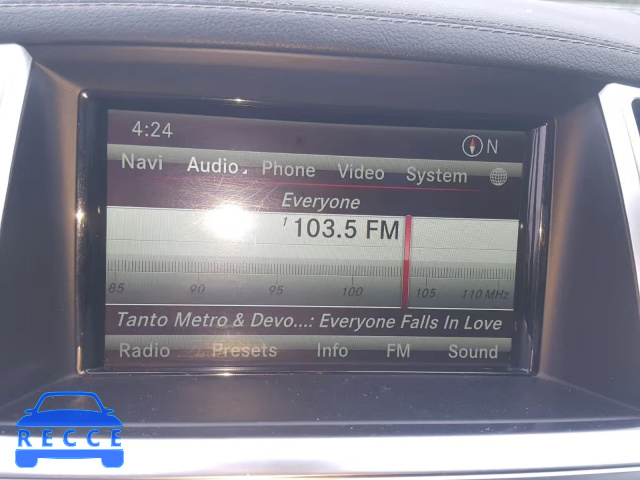 4:24
N
Navi Audio Phone Video System
Everyone
1 103.5 FM
85 90 95 100 105 110 MHz
Tanto Metro & Devo...: Everyone Falls In Love
Radio Presets Info FM Sound
RECCE